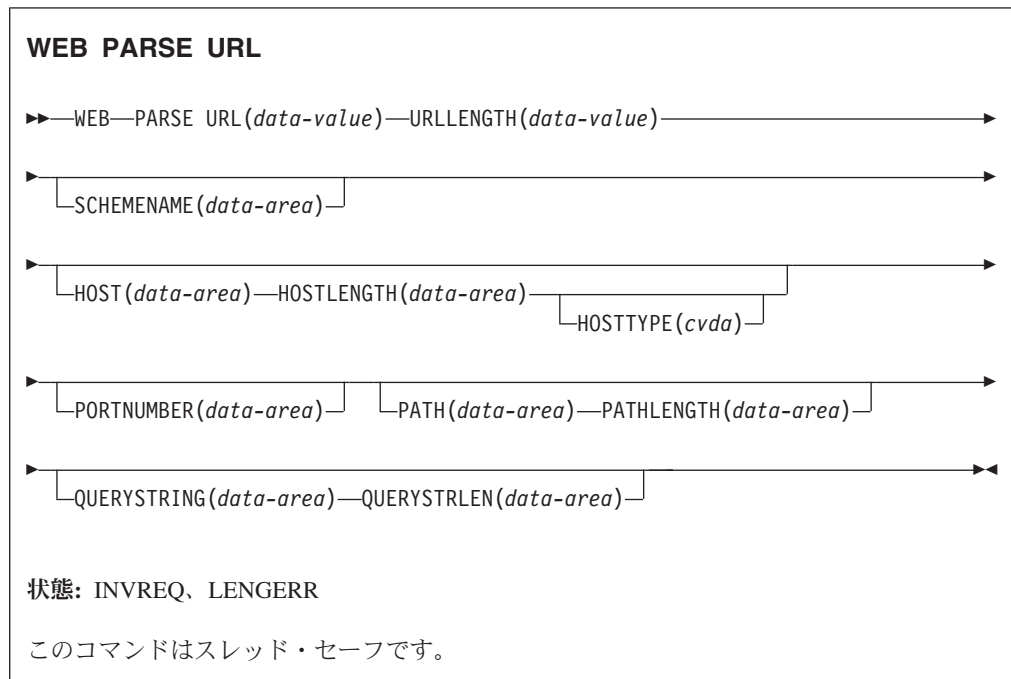 WEB PARSE URL
WEB PARSE URL(data-value) URLLENGTH(data-value)
SCHEMENAME(data-area)
HOST(data-area) HOSTLENGTH(data-area)
HOSTTYPE(cvda)
PORTNUMBER(data-area) PATH(data-area) PATHLENGTH(data-area)
QUERYSTRING(data-area) QUERYSTRLEN(data-area)
状態: INVREQ、LENGERR
このコマンドはスレッド・セーフです。